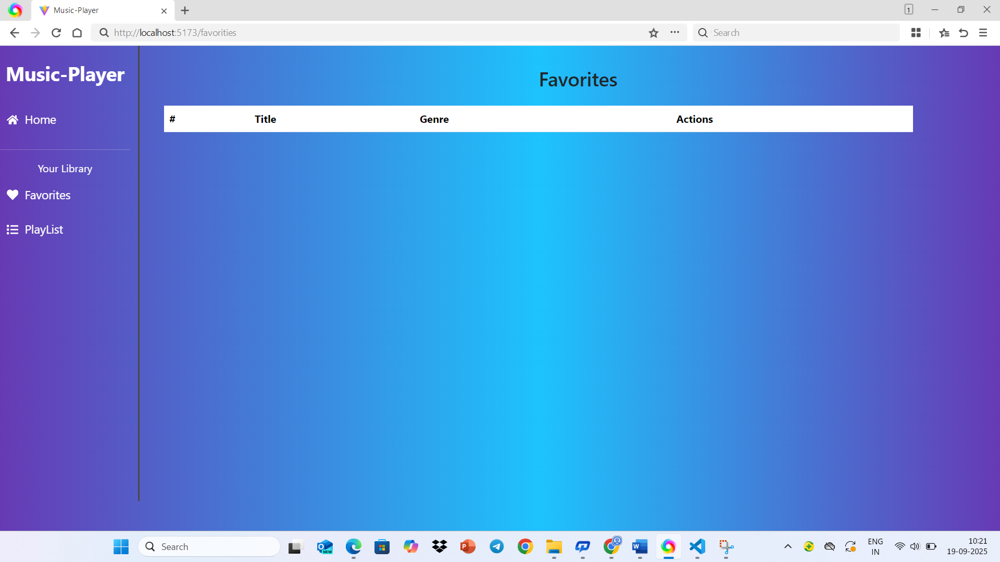 Music-Player
1
http://localhost:5173/favorities
Search
Music-Player
Favorites
Home
# Title Genre Actions
Your Library
Favorites
PlayList
Search
NEW
ENG
IN
10:21
19-09-2025